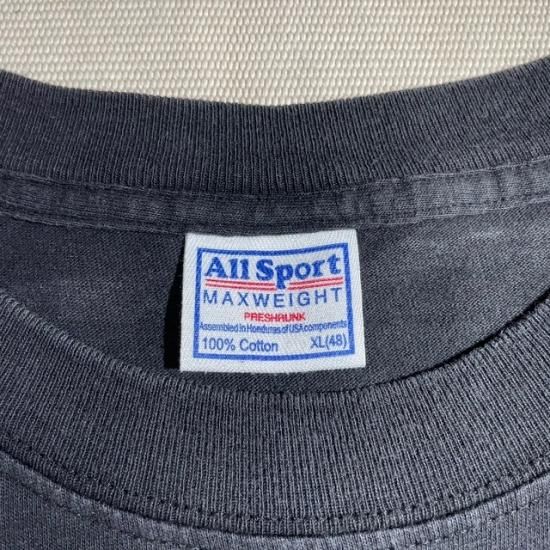 All Sport
MAXWEIGHT
PRESHRUNK
Assembled in Honduras of USA components
100% Cotton XL(48)